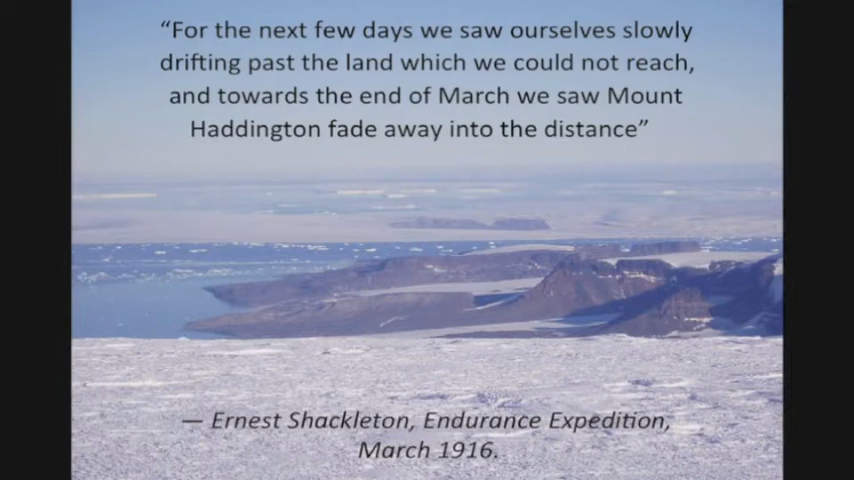 “For the next few days we saw ourselves slowly
drifting past the land which we could not reach,
and towards the end of March we saw Mount
Haddington fade away into the distance”
— Ernest Shackleton, Endurance Expedition,
March 1916.